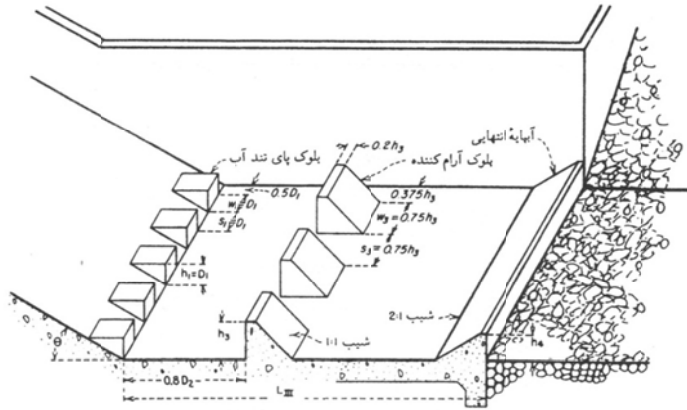 آبپایهٔ انتهایی
بلوک آرام کننده
بلوک پای تند آب
0.2h₃
0.5D₁
0.375h₃
w₁=D₁
w₃=0.75h₃
s₁=D₁
s₃=0.75h₃
h₁=D₁
شیب 2:1
h₃
شیب 1:1
h₄
θ
0.8D₂
L III